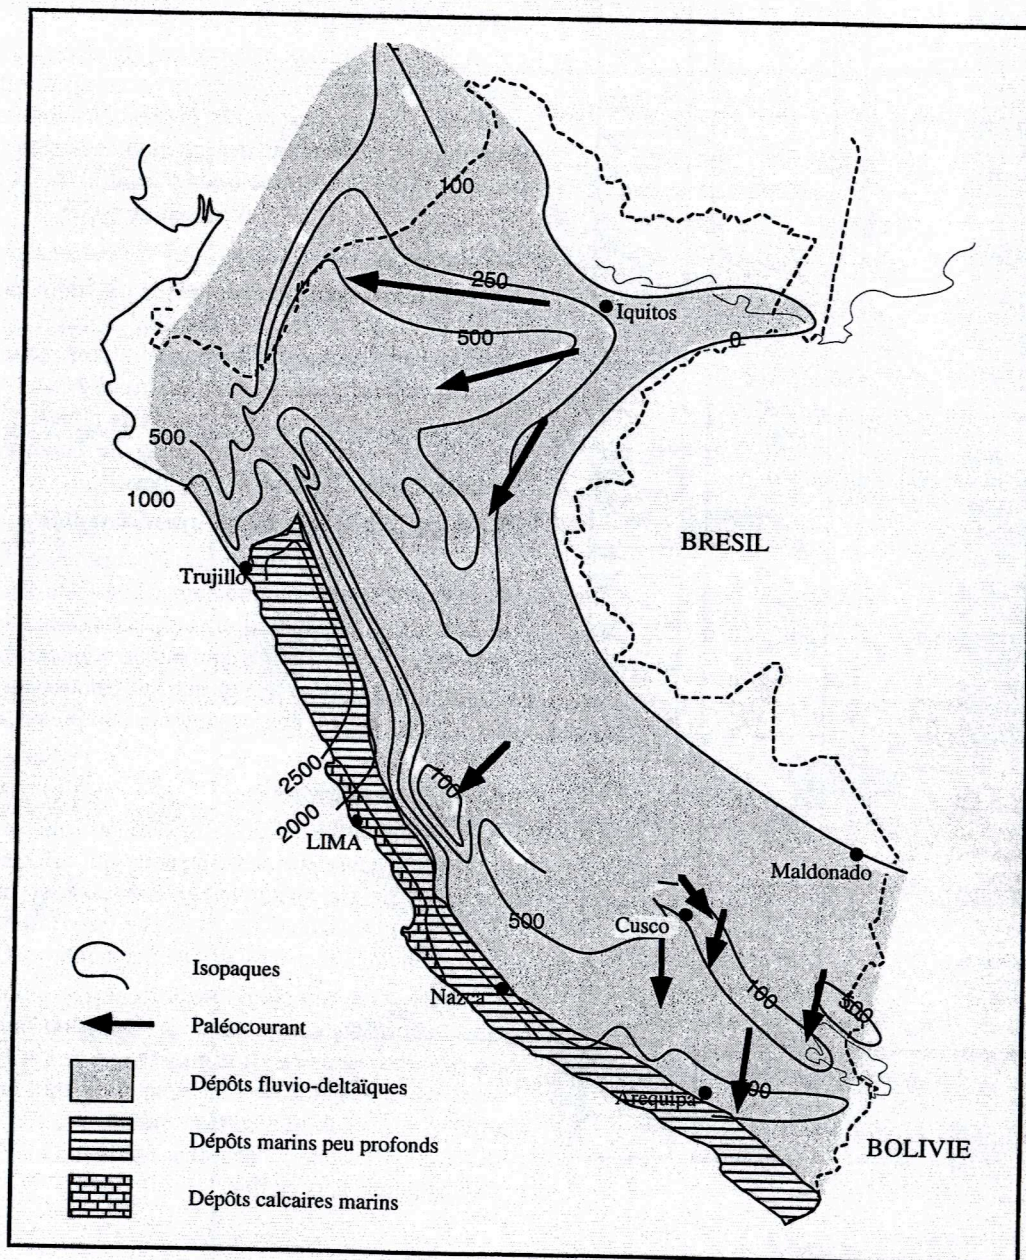 100
250
Iquitos
500
0
500
1000
BRESIL
Trujillo
2500
100
2000
LIMA
Maldonado
500
Cusco
100
Isopaques
Nazca
Paléocourant
Dépôts fluvio-deltaïques
Arequipa
Dépôts marins peu profonds
BOLIVIE
Dépôts calcaires marins